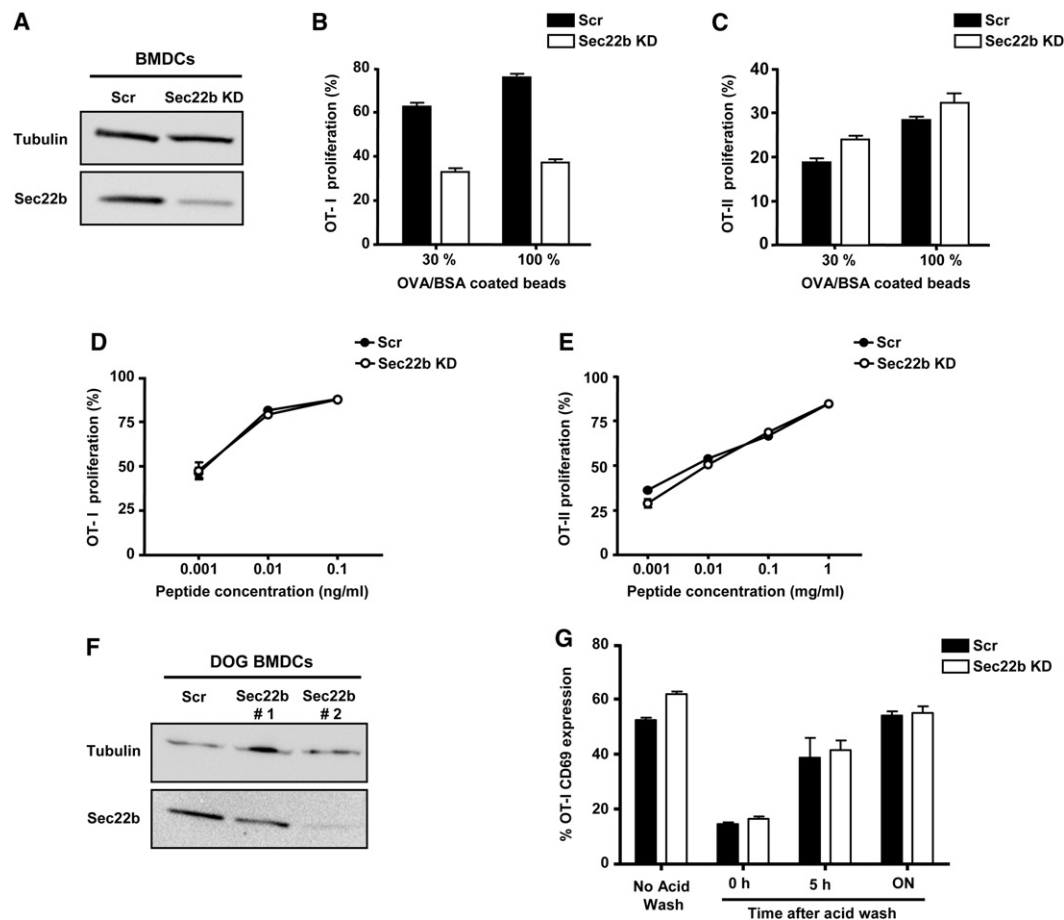 A
BMDCs
Scr Sec22b KD
Tubulin
Sec22b
B
Scr
Sec22b KD
OT- I proliferation (%)
80
60
40
20
0
30 % 100 %
OVA/BSA coated beads
C
Scr
Sec22b KD
OT-II proliferation (%)
40
30
20
10
0
30 % 100 %
OVA/BSA coated beads
D
Scr
Sec22b KD
OT- I proliferation (%)
100
75
50
25
0
0.001 0.01 0.1
Peptide concentration (ng/ml)
E
Scr
Sec22b KD
OT-II proliferation (%)
100
75
50
25
0
0.001 0.01 0.1 1
Peptide concentration (mg/ml)
F
DOG BMDCs
Scr Sec22b Sec22b
# 1 # 2
Tubulin
Sec22b
G
Scr
Sec22b KD
% OT-I CD69 expression
80
60
40
20
0
No Acid 0 h 5 h ON
Wash Time after acid wash